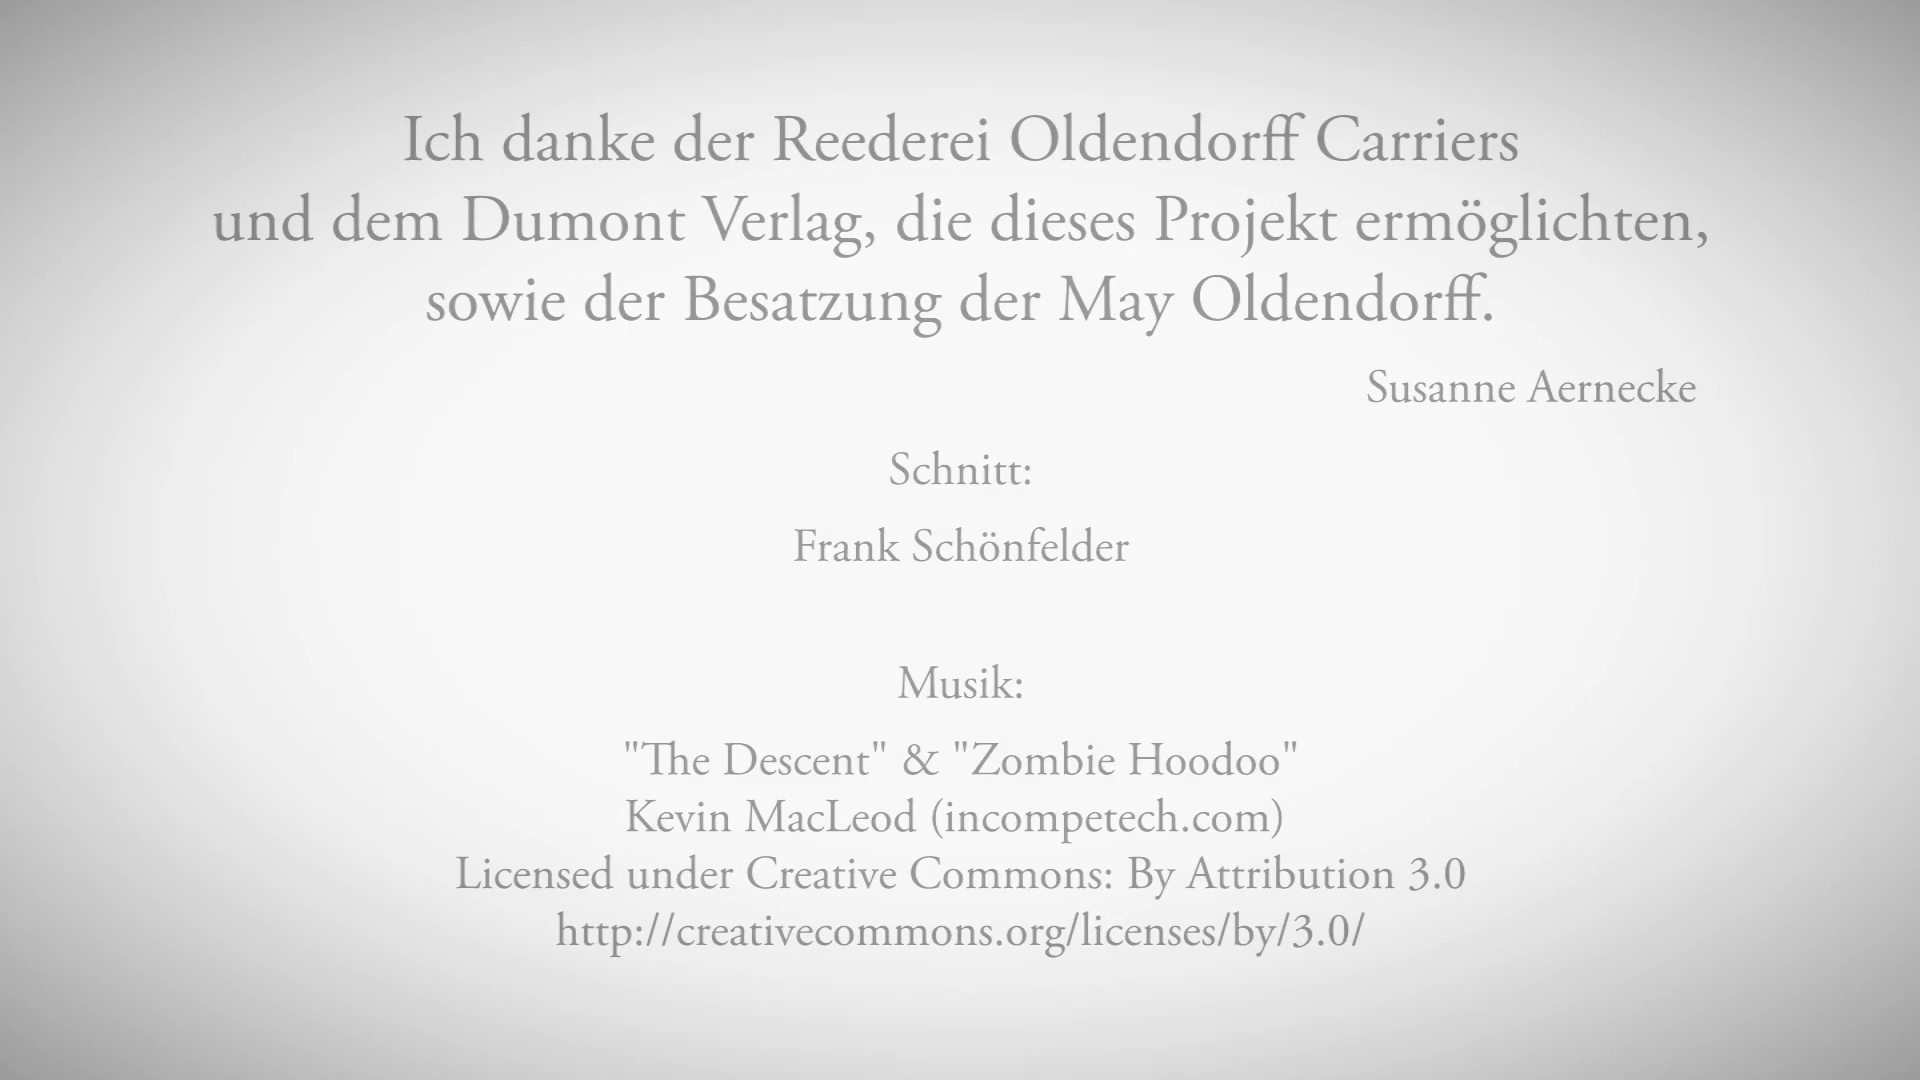 Ich danke der Reederei Oldendorff Carriers
und dem Dumont Verlag, die dieses Projekt ermöglichten,
sowie der Besatzung der May Oldendorff.
Susanne Aernecke
Schnitt:
Frank Schönfelder
Musik:
"The Descent" & "Zombie Hoodoo"
Kevin MacLeod (incompetech.com)
Licensed under Creative Commons: By Attribution 3.0
http://creativecommons.org/licenses/by/3.0/